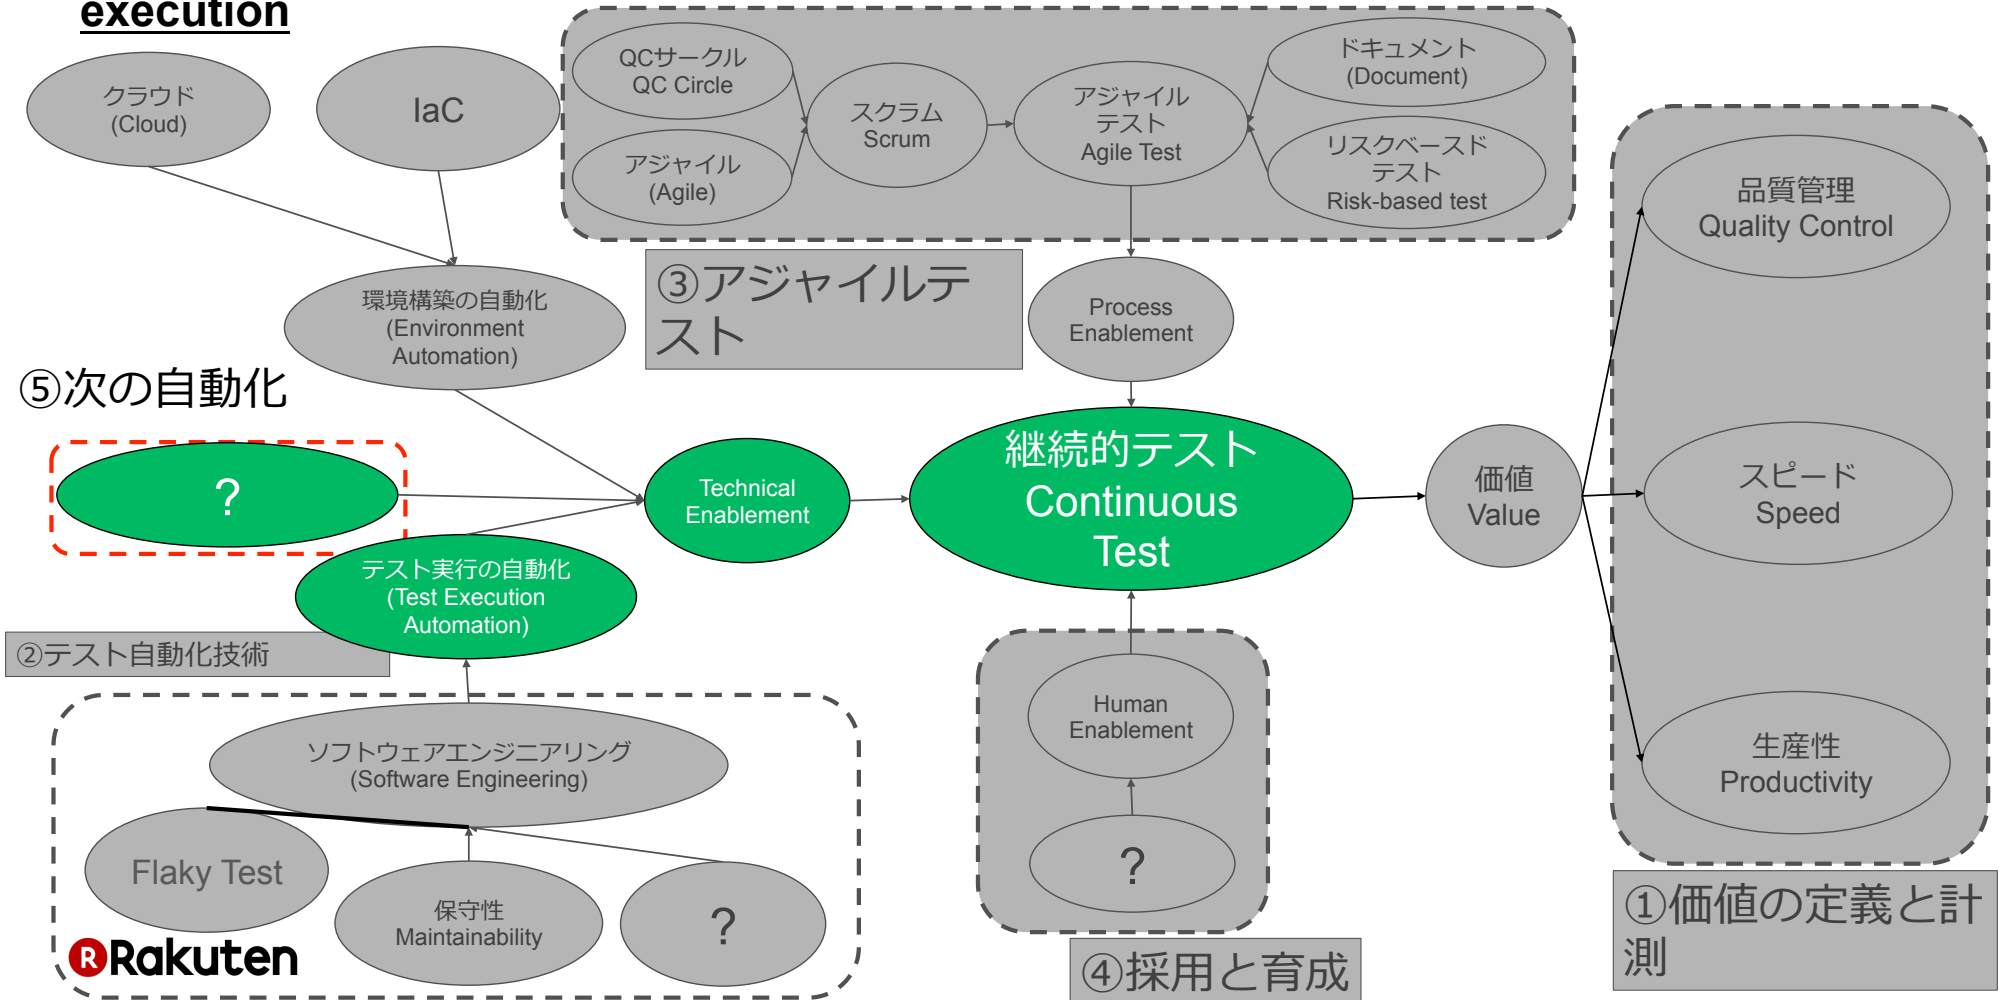 execution
クラウド
(Cloud)
IaC
QCサークル
QC Circle
アジャイル
(Agile)
スクラム
Scrum
アジャイル
テスト
Agile Test
ドキュメント
(Document)
リスクベースド
テスト
Risk-based test
品質管理
Quality Control
環境構築の自動化
(Environment
Automation)
③アジャイルテ
スト
Process
Enablement
⑤次の自動化
?
Technical
Enablement
継続的テスト
Continuous
Test
価値
Value
スピード
Speed
テスト実行の自動化
(Test Execution
Automation)
②テスト自動化技術
ソフトウェアエンジニアリング
(Software Engineering)
Flaky Test
保守性
Maintainability
?
Human
Enablement
?
生産性
Productivity
①価値の定義と計
測
④採用と育成
R Rakuten